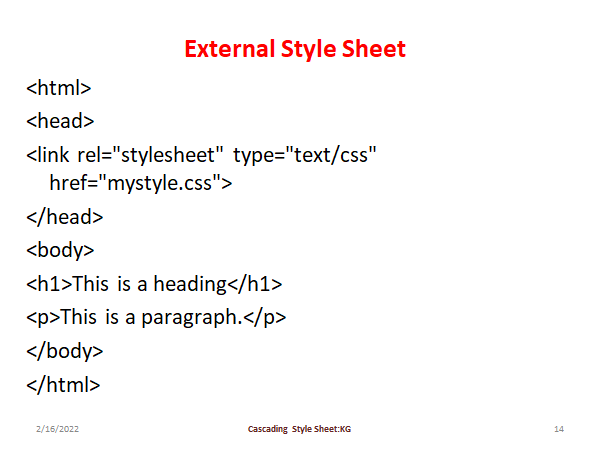 External Style Sheet
<html>
<head>
<link rel="stylesheet" type="text/css"
href="mystyle.css">
</head>
<body>
<h1>This is a heading</h1>
<p>This is a paragraph.</p>
</body>
</html>
2/16/2022 Cascading Style Sheet:KG 14